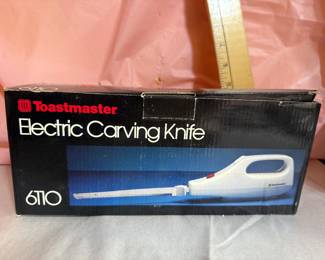 Toastmaster
Electric Carving Knife
6110